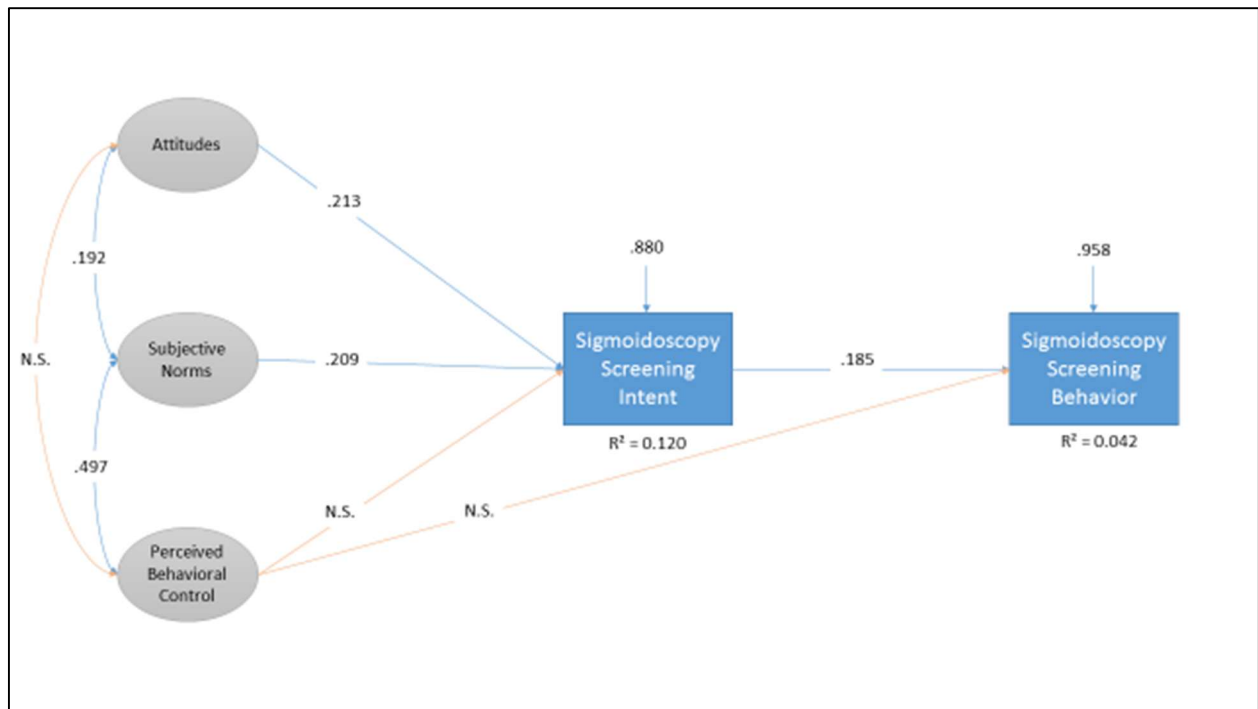 Attitudes
.213
.192
.880
.958
Subjective
Norms
N.S.
.209
Sigmoidoscopy
Screening
Intent
.185
Sigmoidoscopy
Screening
Behavior
R² = 0.120
R² = 0.042
.497
N.S.
N.S.
Perceived
Behavioral
Control